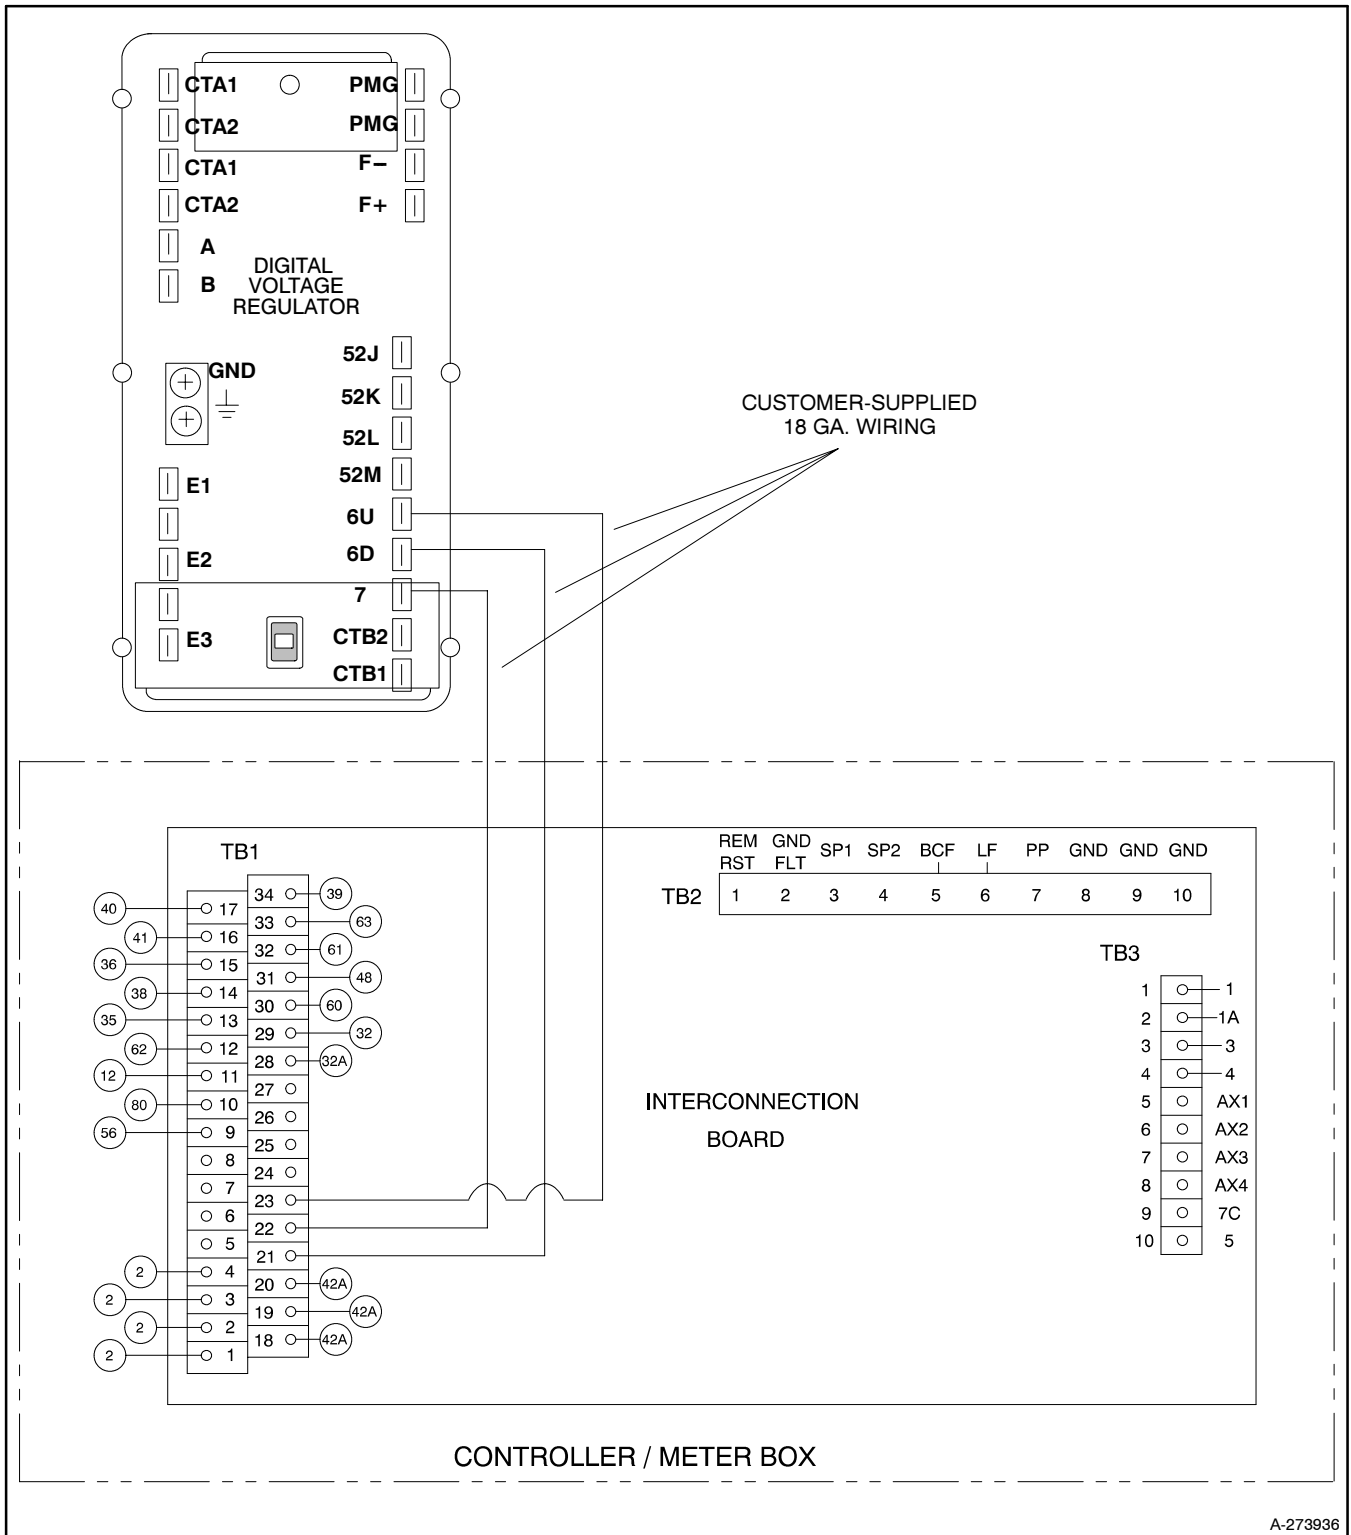 CTA1
CTA2
CTA1
CTA2
A
B
PMG
PMG
F−
F+
DIGITAL
VOLTAGE
REGULATOR
GND
E1
E2
E3
52J
52K
52L
52M
6U
6D
7
CTB2
CTB1
CUSTOMER-SUPPLIED
18 GA. WIRING
TB1
40 17
41 16
36 15
38 14
35 13
62 12
12 11
80 10
56 9
8
7
6
5
2 4
2 3
2 2
2 1
34 39
33 63
32 61
31 48
30 60
29 32
28 32A
27
26
25
24
23
22
21
20 42A
19 42A
18 42A
REM GND SP1 SP2 BCF LF PP GND GND GND
RST FLT
TB2 1 2 3 4 5 6 7 8 9 10
TB3
1 1
2 1A
3 3
4 4
5 AX1
6 AX2
7 AX3
8 AX4
9 7C
10 5
INTERCONNECTION
BOARD
CONTROLLER / METER BOX
A-273936